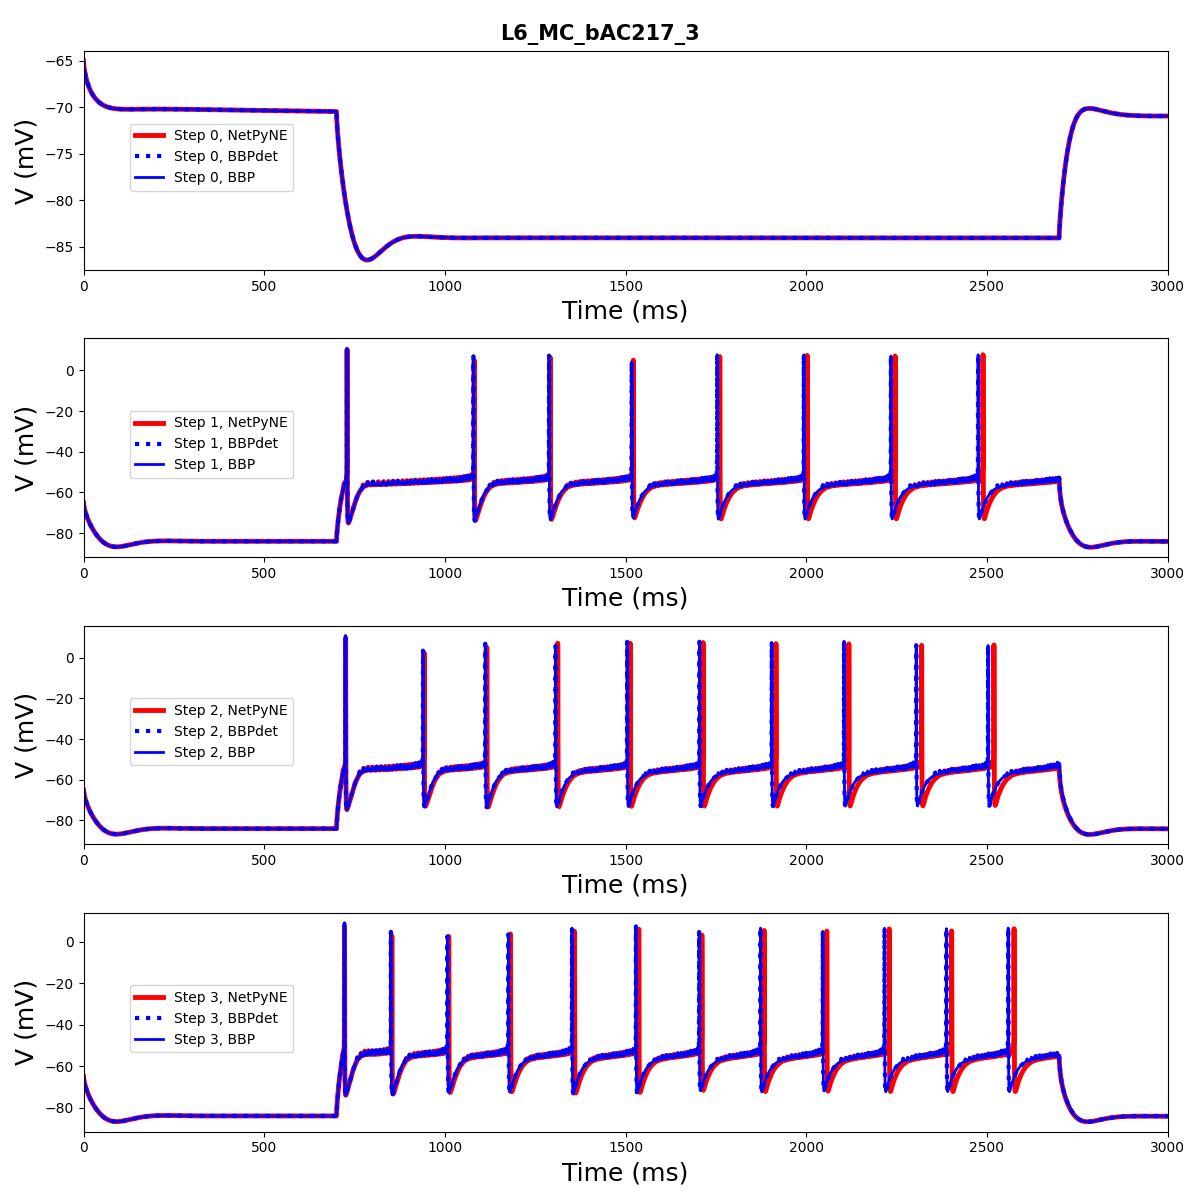 L6_MC_bAC217_3
−65
−70
−75
−80
−85
V (mV)
Step 0, NetPyNE
Step 0, BBPdet
Step 0, BBP
0 500 1000 1500 2000 2500 3000
Time (ms)
0
−20
−40
−60
−80
V (mV)
Step 1, NetPyNE
Step 1, BBPdet
Step 1, BBP
0 500 1000 1500 2000 2500 3000
Time (ms)
0
−20
−40
−60
−80
V (mV)
Step 2, NetPyNE
Step 2, BBPdet
Step 2, BBP
0 500 1000 1500 2000 2500 3000
Time (ms)
0
−20
−40
−60
−80
V (mV)
Step 3, NetPyNE
Step 3, BBPdet
Step 3, BBP
0 500 1000 1500 2000 2500 3000
Time (ms)